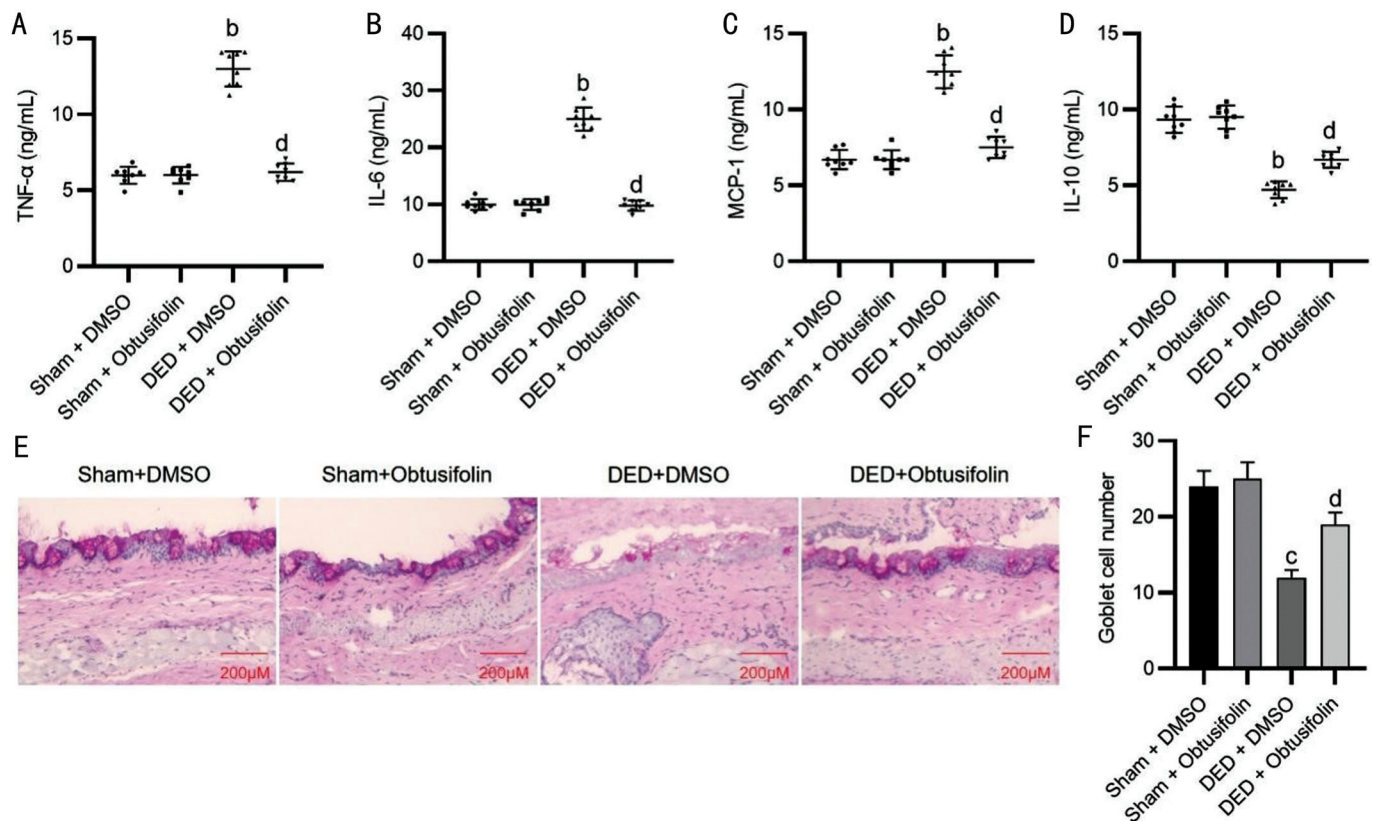 A
TNF-α (ng/mL)
15
10
5
0
b
d
Sham + DMSO
Sham + Obtusifolin
DED + DMSO
DED + Obtusifolin
B
IL-6 (ng/mL)
40
30
20
10
0
b
d
Sham + DMSO
Sham + Obtusifolin
DED + DMSO
DED + Obtusifolin
C
MCP-1 (ng/mL)
15
10
5
0
b
d
Sham + DMSO
Sham + Obtusifolin
DED + DMSO
DED + Obtusifolin
D
IL-10 (ng/mL)
15
10
5
0
b
d
Sham + DMSO
Sham + Obtusifolin
DED + DMSO
DED + Obtusifolin
E
Sham+DMSO
Sham+Obtusifolin
DED+DMSO
DED+Obtusifolin
200μM
200μM
200μM
200μM
F
Goblet cell number
30
20
10
0
c
d
Sham + DMSO
Sham + Obtusifolin
DED + DMSO
DED + Obtusifolin